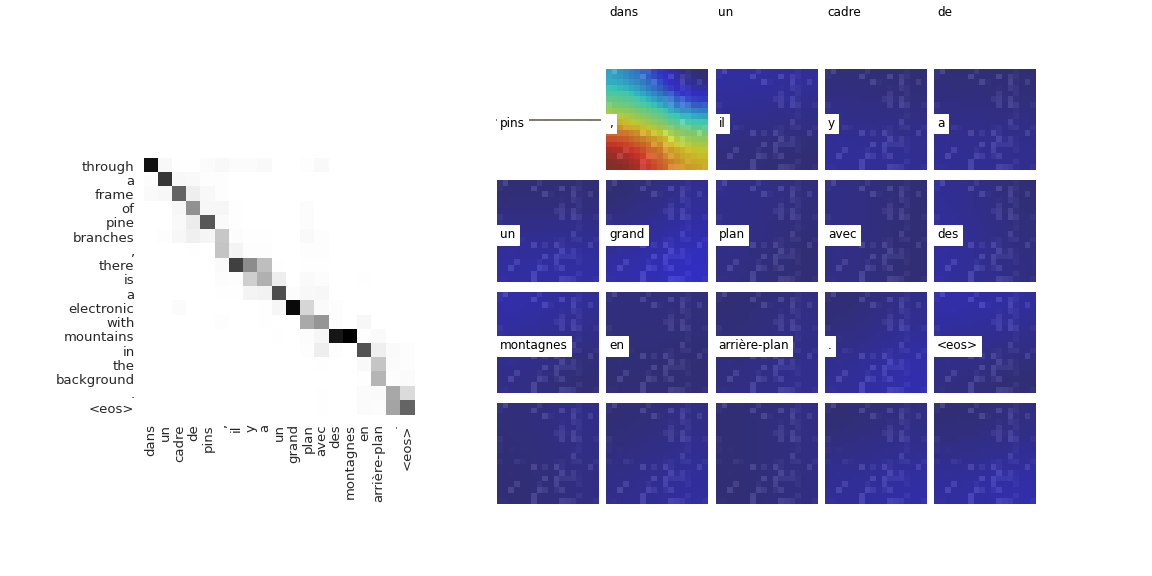 dans un cadre de
pins , il y a
un grand plan avec des
montagnes en arrière-plan . <eos>
through
a
frame
of
pine
branches
,
there
is
a
electronic
with
mountains
in
the
background
.
<eos>
dans
un
cadre
de
pins
,
il
y
a
un
grand
plan
avec
des
montagnes
en
arrière-plan
.
<eos>